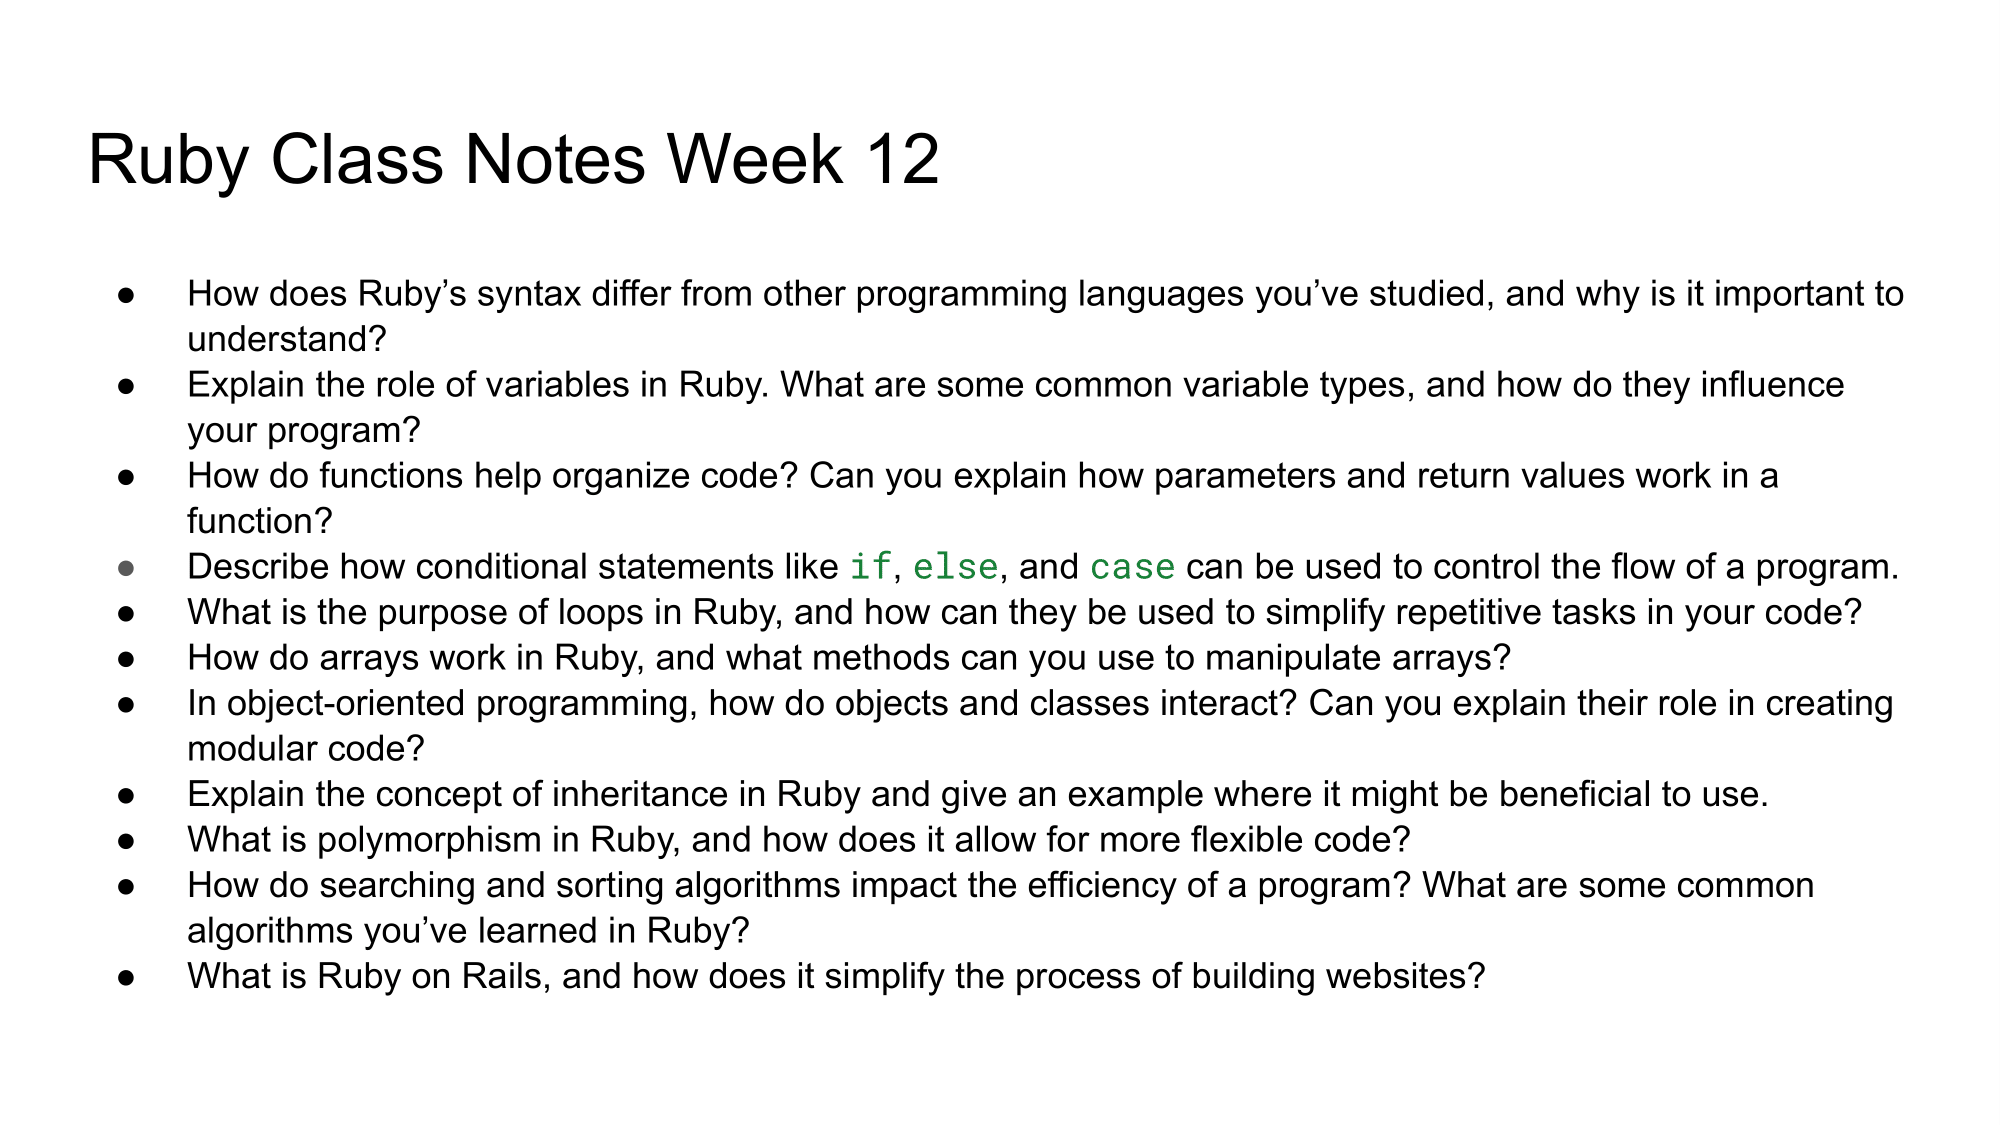 Ruby Class Notes Week 12
● How does Ruby’s syntax differ from other programming languages you’ve studied, and why is it important to
understand?
● Explain the role of variables in Ruby. What are some common variable types, and how do they influence
your program?
● How do functions help organize code? Can you explain how parameters and return values work in a
function?
● Describe how conditional statements like if, else, and case can be used to control the flow of a program.
● What is the purpose of loops in Ruby, and how can they be used to simplify repetitive tasks in your code?
● How do arrays work in Ruby, and what methods can you use to manipulate arrays?
● In object-oriented programming, how do objects and classes interact? Can you explain their role in creating
modular code?
● Explain the concept of inheritance in Ruby and give an example where it might be beneficial to use.
● What is polymorphism in Ruby, and how does it allow for more flexible code?
● How do searching and sorting algorithms impact the efficiency of a program? What are some common
algorithms you’ve learned in Ruby?
● What is Ruby on Rails, and how does it simplify the process of building websites?